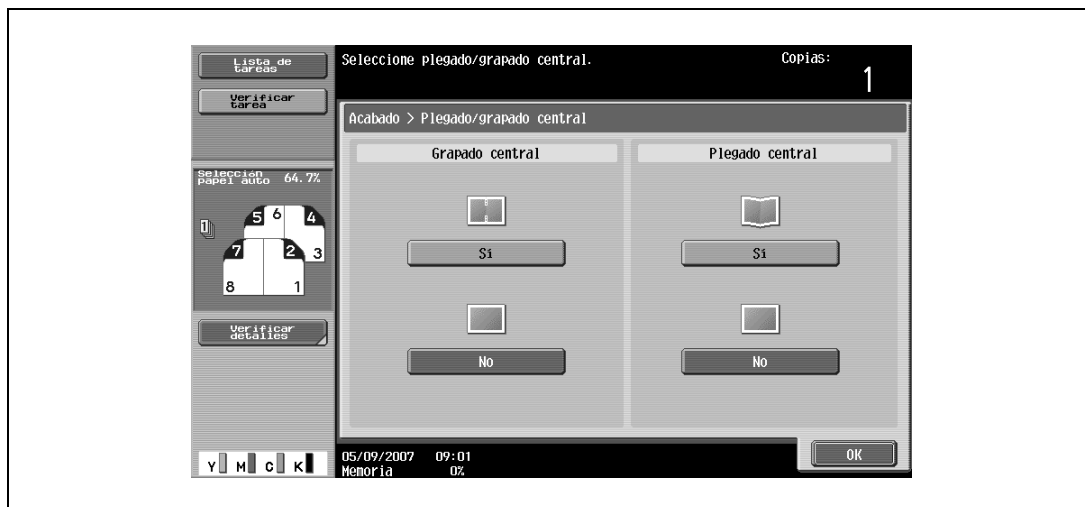 Lista de
tareas
Verificar
tarea
Seleccione plegado/grapado central.
Copias:
1
Acabado > Plegado/grapado central
Grapado central
Plegado central
Selección
papel auto 64.7%
1
5 6 4
7 2 3
8 1
Sí
Sí
Verificar
detalles
No
No
OK
Y M C K
05/09/2007 09:01
Memoria 0%